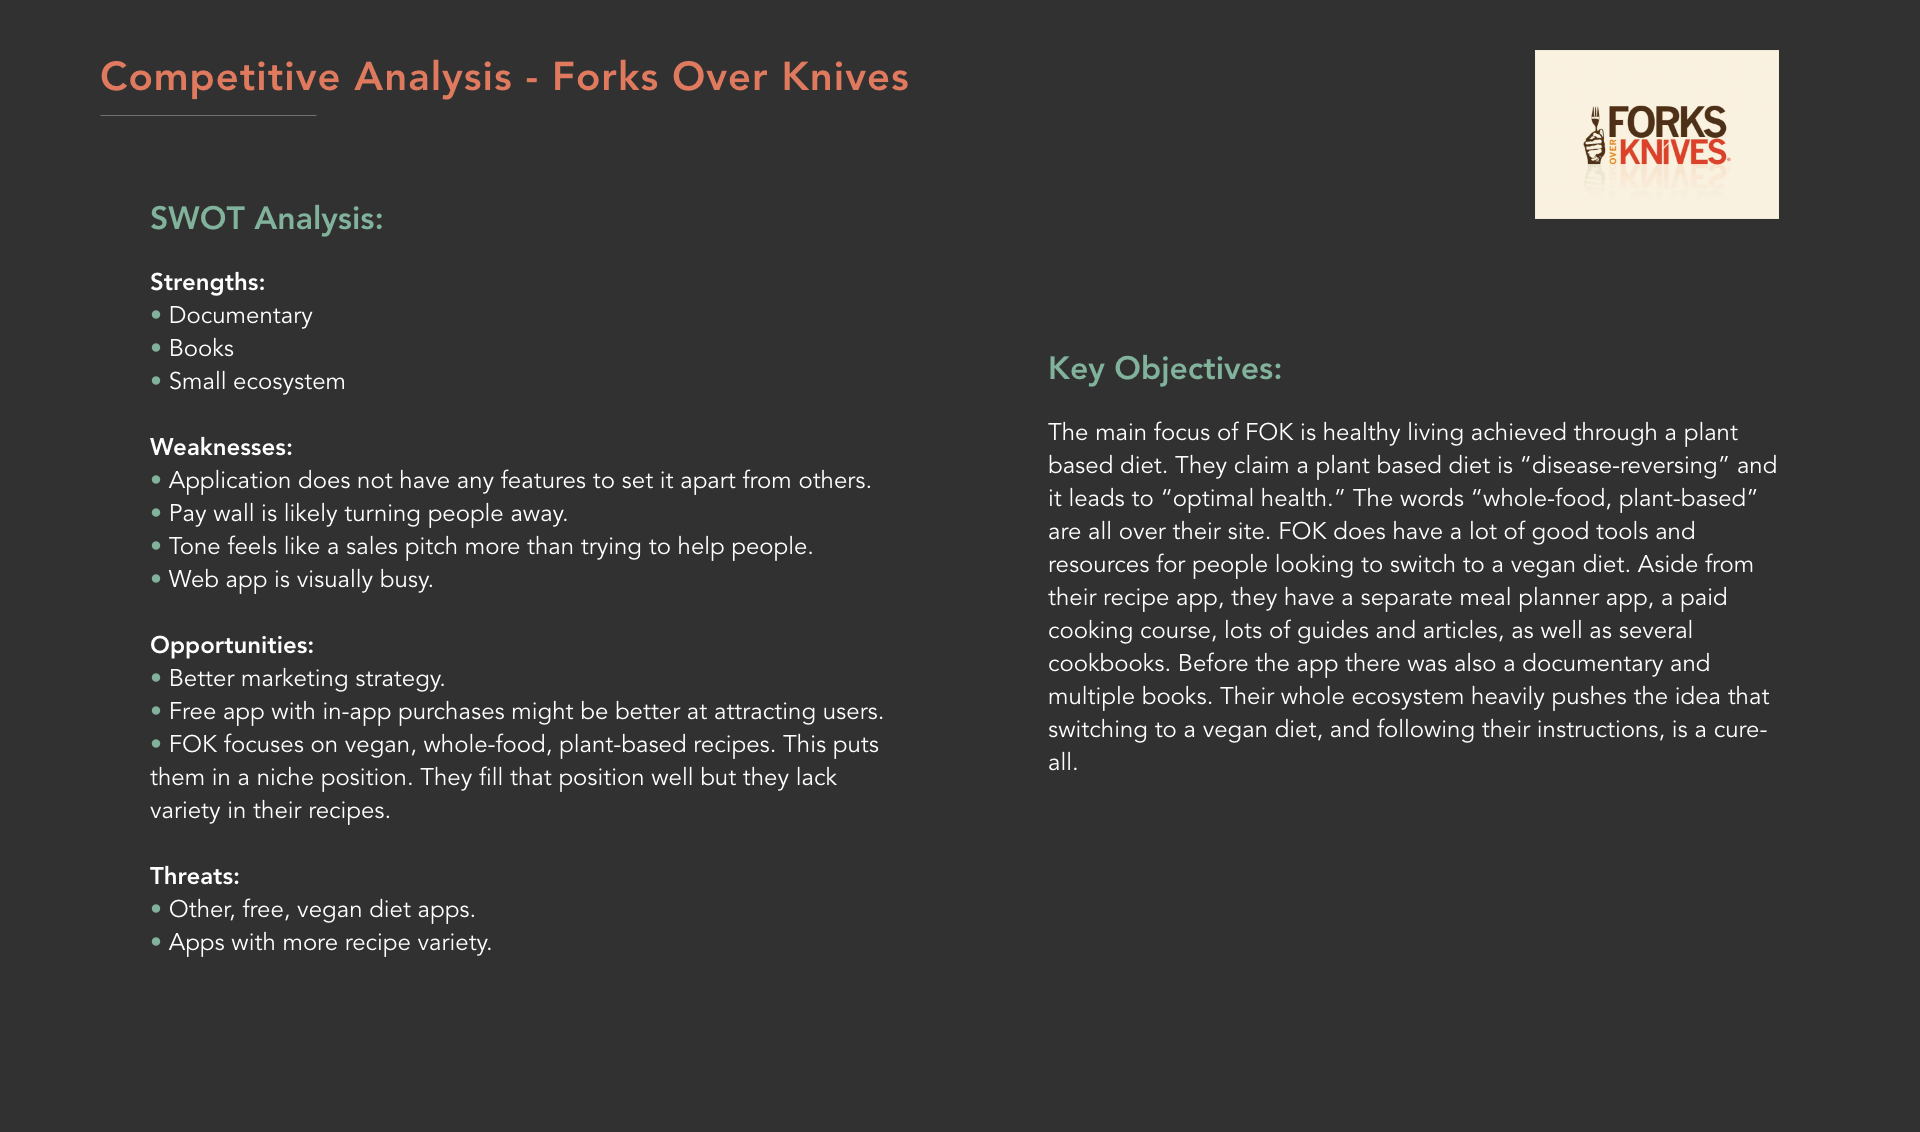 Competitive Analysis - Forks Over Knives
FORKS
OVER
KNiVES
SWOT Analysis:
Strengths:
• Documentary
• Books
• Small ecosystem
Weaknesses:
• Application does not have any features to set it apart from others.
• Pay wall is likely turning people away.
• Tone feels like a sales pitch more than trying to help people.
• Web app is visually busy.
Opportunities:
• Better marketing strategy.
• Free app with in-app purchases might be better at attracting users.
• FOK focuses on vegan, whole-food, plant-based recipes. This puts
them in a niche position. They fill that position well but they lack
variety in their recipes.
Threats:
• Other, free, vegan diet apps.
• Apps with more recipe variety.
Key Objectives:
The main focus of FOK is healthy living achieved through a plant
based diet. They claim a plant based diet is “disease-reversing” and
it leads to “optimal health.” The words “whole-food, plant-based”
are all over their site. FOK does have a lot of good tools and
resources for people looking to switch to a vegan diet. Aside from
their recipe app, they have a separate meal planner app, a paid
cooking course, lots of guides and articles, as well as several
cookbooks. Before the app there was also a documentary and
multiple books. Their whole ecosystem heavily pushes the idea that
switching to a vegan diet, and following their instructions, is a cure-
all.